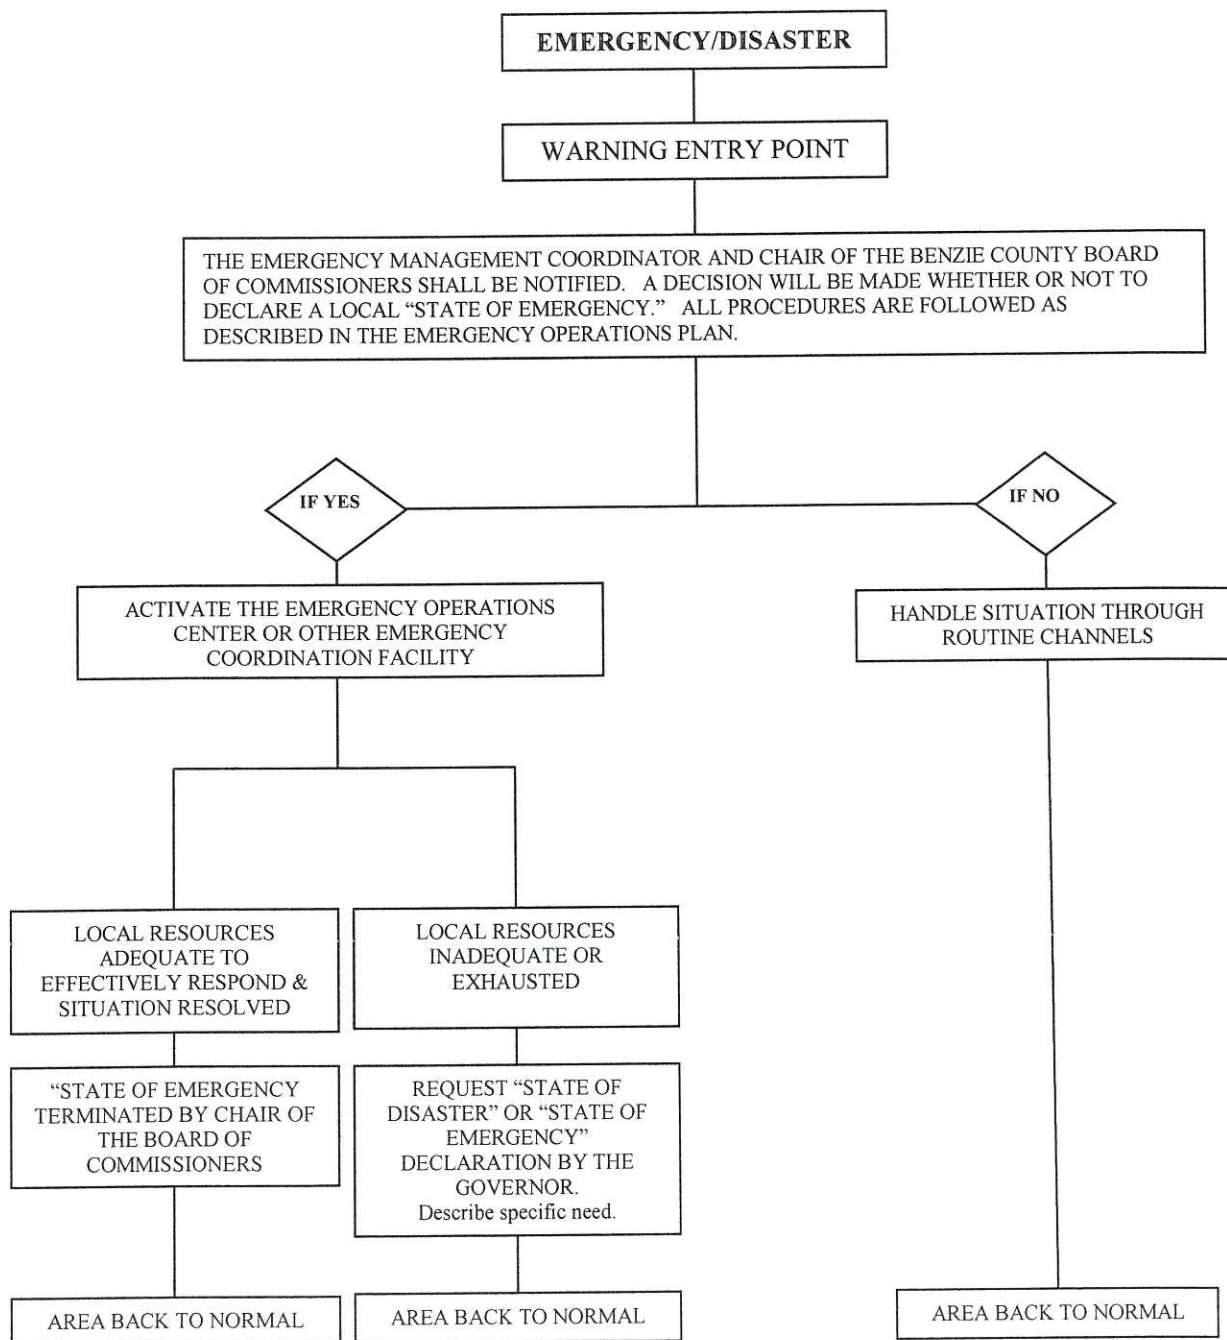 EMERGENCY/DISASTER
WARNING ENTRY POINT
THE EMERGENCY MANAGEMENT COORDINATOR AND CHAIR OF THE BENZIE COUNTY BOARD
OF COMMISSIONERS SHALL BE NOTIFIED. A DECISION WILL BE MADE WHETHER OR NOT TO
DECLARE A LOCAL “STATE OF EMERGENCY.” ALL PROCEDURES ARE FOLLOWED AS
DESCRIBED IN THE EMERGENCY OPERATIONS PLAN.
IF YES
IF NO
ACTIVATE THE EMERGENCY OPERATIONS
CENTER OR OTHER EMERGENCY
COORDINATION FACILITY
HANDLE SITUATION THROUGH
ROUTINE CHANNELS
LOCAL RESOURCES
ADEQUATE TO
EFFECTIVELY RESPOND &
SITUATION RESOLVED
LOCAL RESOURCES
INADEQUATE OR
EXHAUSTED
“STATE OF EMERGENCY
TERMINATED BY CHAIR OF
THE BOARD OF
COMMISSIONERS
REQUEST “STATE OF
DISASTER” OR “STATE OF
EMERGENCY”
DECLARATION BY THE
GOVERNOR.
Describe specific need.
AREA BACK TO NORMAL
AREA BACK TO NORMAL
AREA BACK TO NORMAL